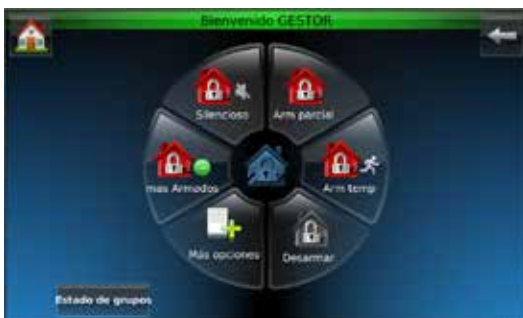 Bienvenido GESTOR
Silencioso
Arm parcial
mas Armados
Arm temp
Más opciones
Desarmar
Estado de grupos